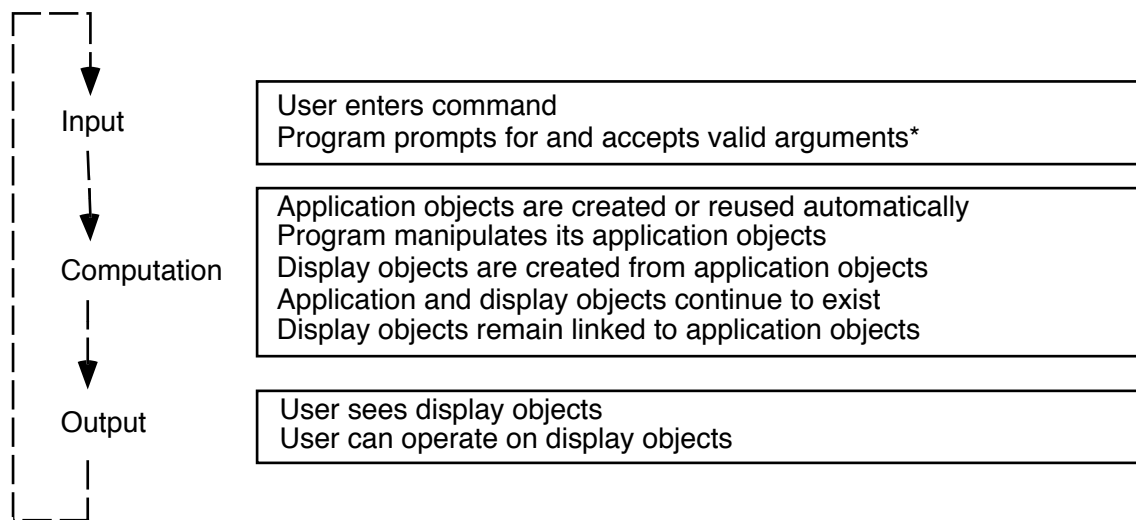 Input
User enters command
Program prompts for and accepts valid arguments*
Computation
Application objects are created or reused automatically
Program manipulates its application objects
Display objects are created from application objects
Application and display objects continue to exist
Display objects remain linked to application objects
Output
User sees display objects
User can operate on display objects